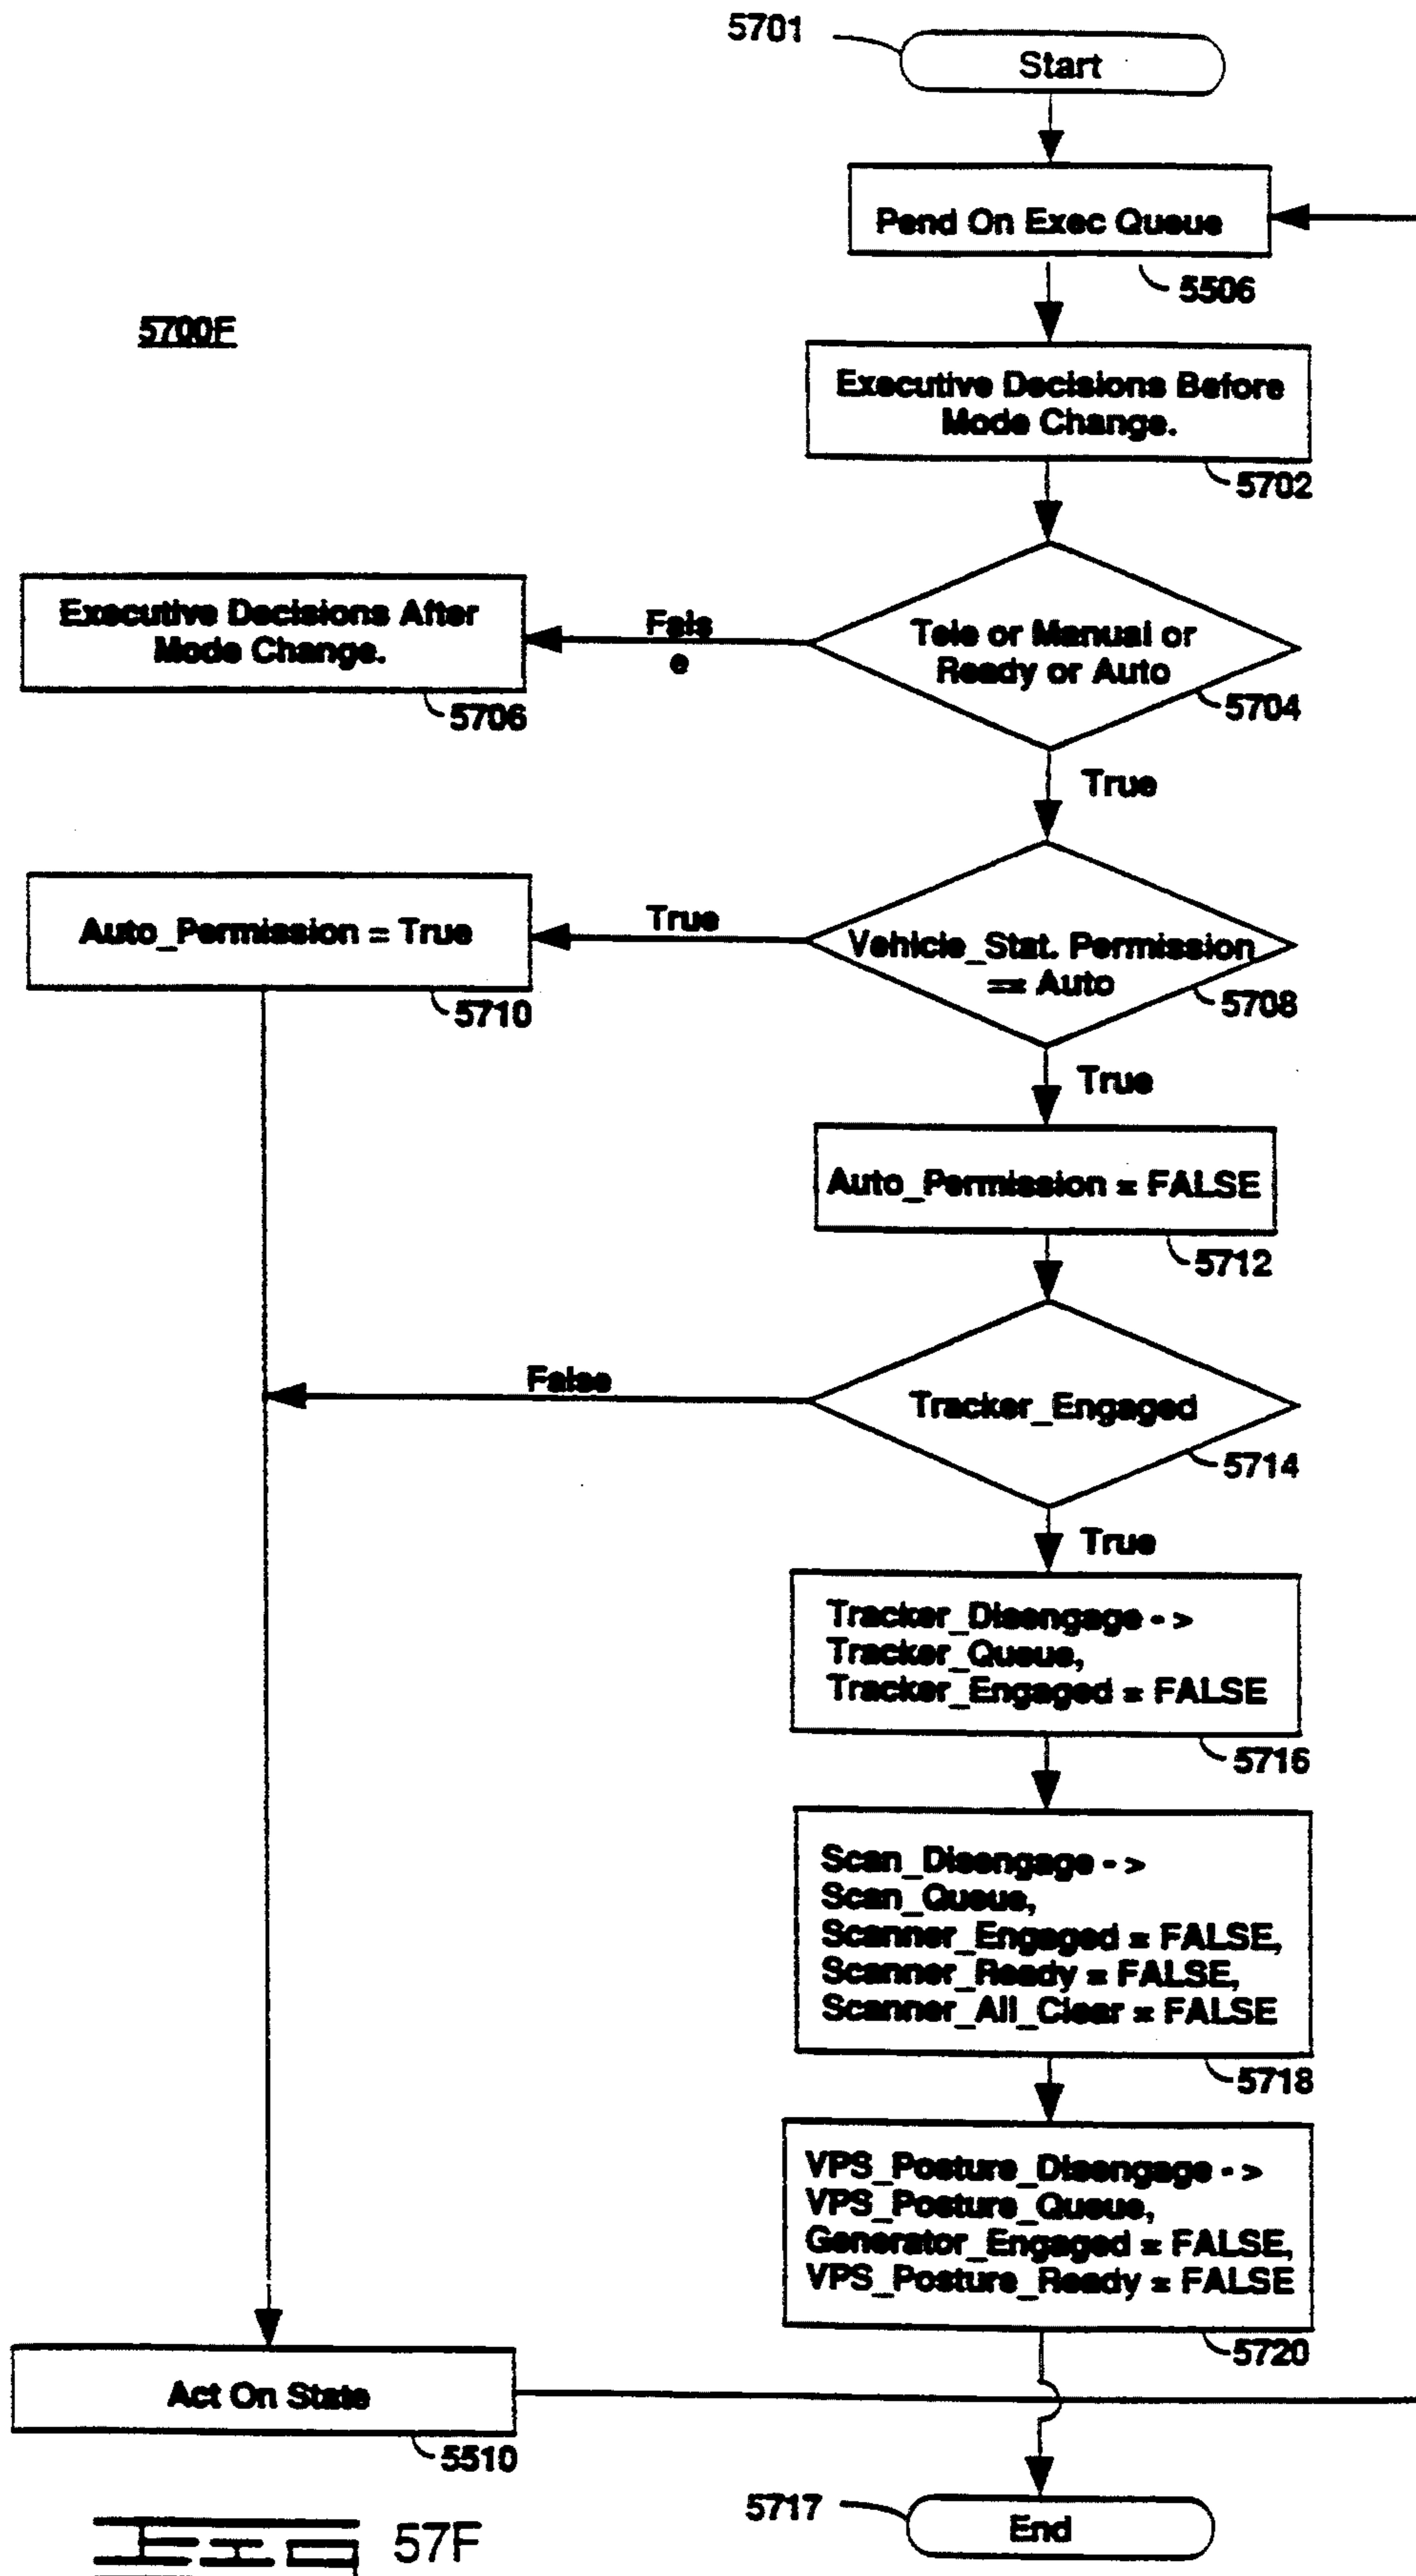 5701
Start
Pend On Exec Queue
5506
5700F
Executive Decisions Before
Mode Change.
5702
Executive Decisions After
Mode Change.
5706
Fals
e
Tele or Manual or
Ready or Auto
5704
True
Auto_Permission = True
5710
True
Vehicle_Stat. Permission
== Auto
5708
True
Auto_Permission = FALSE
5712
False
Tracker_Engaged
5714
True
Tracker_Disengage - >
Tracker_Queue,
Tracker_Engaged = FALSE
5716
Scan_Disengage - >
Scan_Queue,
Scanner_Engaged = FALSE,
Scanner_Ready = FALSE,
Scanner_All_Clear = FALSE
5718
VPS_Posture_Disengage - >
VPS_Posture_Queue,
Generator_Engaged = FALSE,
VPS_Posture_Ready = FALSE
5720
Act On State
5510
5717
End
57F